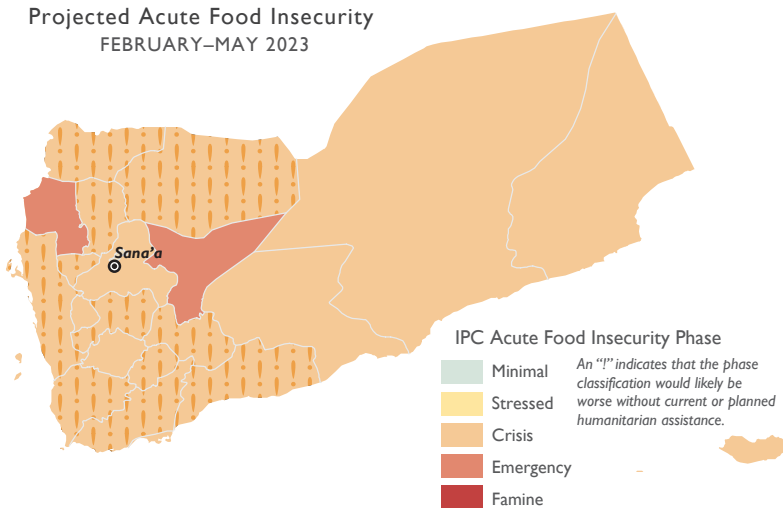 Projected Acute Food Insecurity
FEBRUARY–MAY 2023
Sana'a
IPC Acute Food Insecurity Phase
Minimal
Stressed
Crisis
Emergency
Famine
An "!" indicates that the phase
classification would likely be
worse without current or planned
humanitarian assistance.